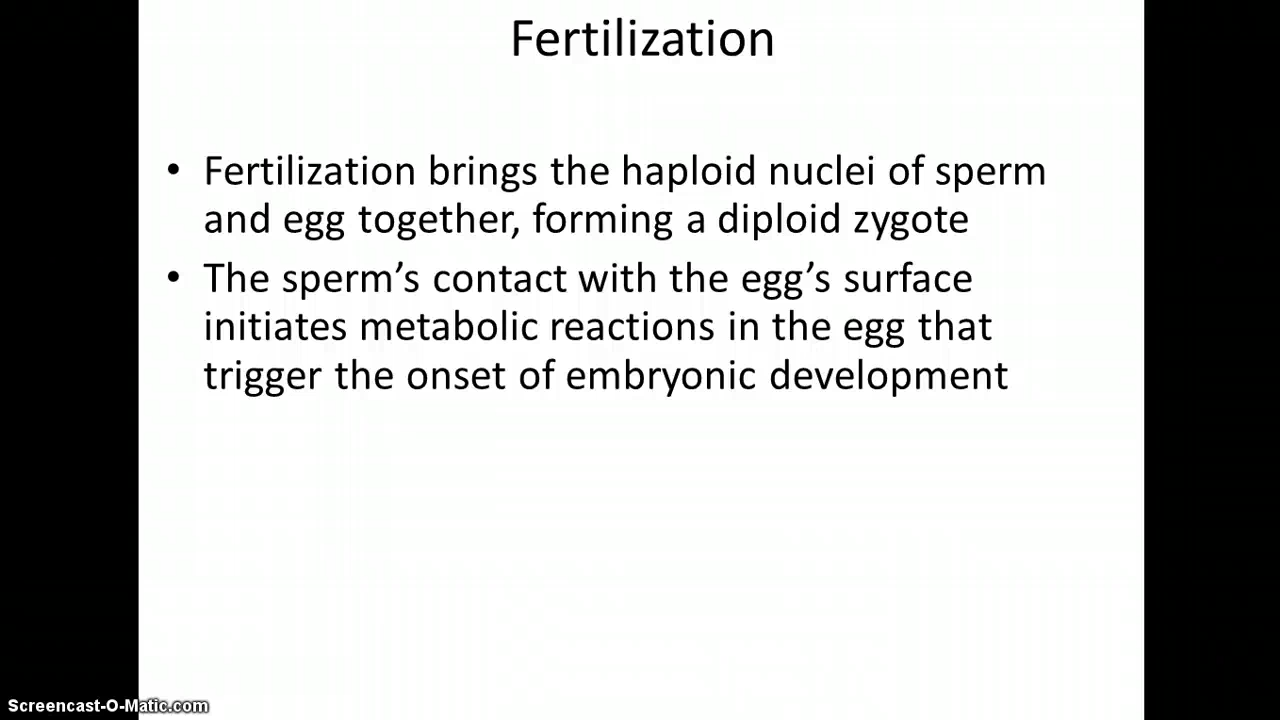 Fertilization
• Fertilization brings the haploid nuclei of sperm
and egg together, forming a diploid zygote
• The sperm’s contact with the egg’s surface
initiates metabolic reactions in the egg that
trigger the onset of embryonic development
Screencast-O-Matic.com